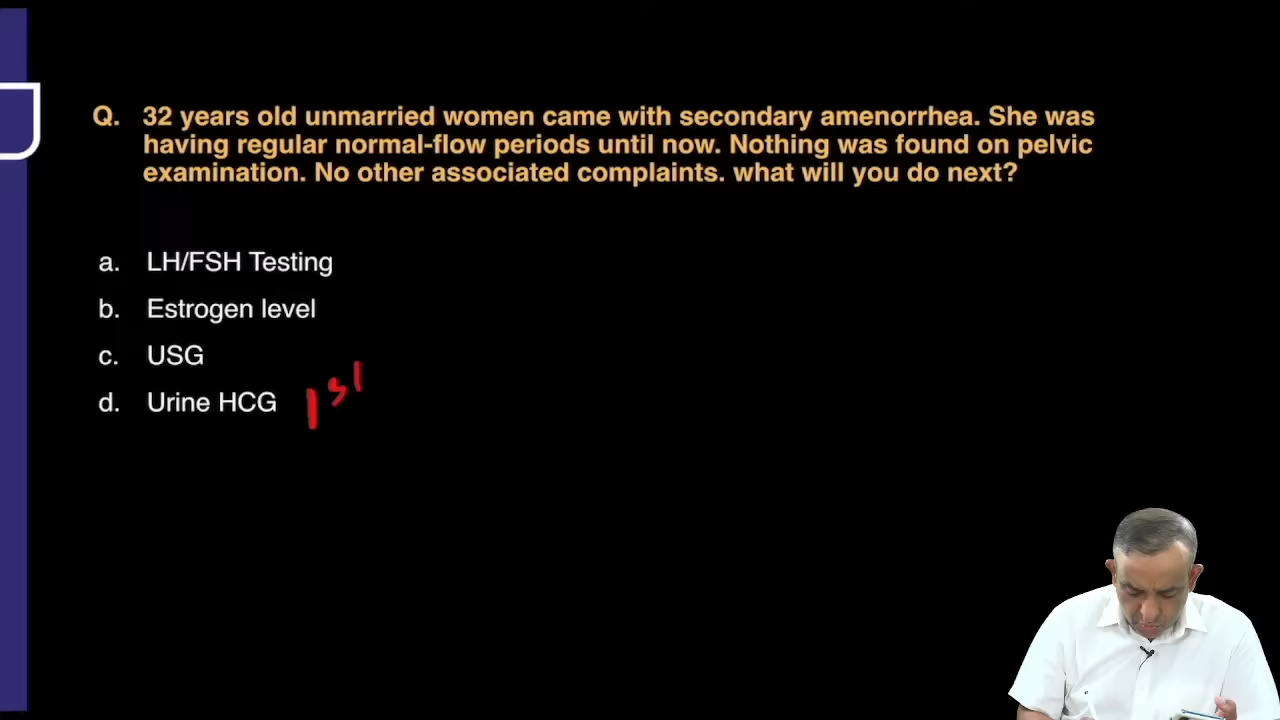 Q. 32 years old unmarried women came with secondary amenorrhea. She was
having regular normal-flow periods until now. Nothing was found on pelvic
examination. No other associated complaints. what will you do next?
a. LH/FSH Testing
b. Estrogen level
c. USG
d. Urine HCG 1st